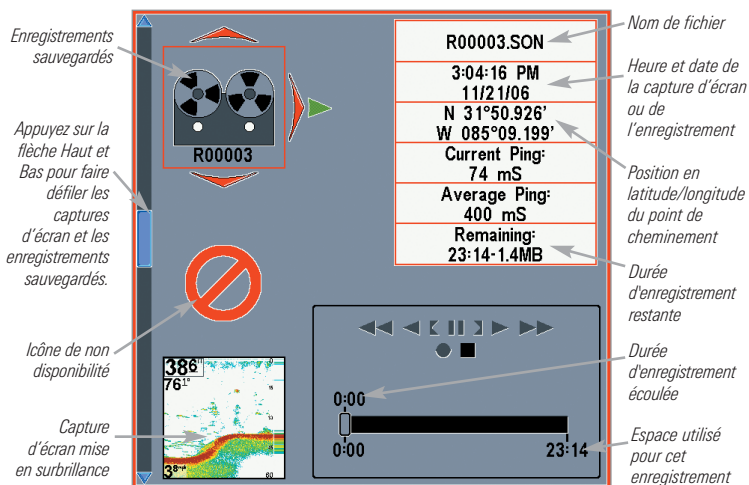 Enregistrements
sauvegardés
Appuyez sur la
flèche Haut et
Bas pour faire
défiler les
captures
d'écran et les
enregistrements
sauvegardés.
Icône de non
disponibilité
Capture
d'écran mise
en surbrillance
R00003
386
76
38
60
R00003.SON
3:04:16 PM
11/21/06
N 31°50.926'
W 085°09.199'
Current Ping:
74 mS
Average Ping:
400 mS
Remaining:
23:14-1.4MB
0:00
0:00 23:14
Nom de fichier
Heure et date de
la capture d'écran
ou de
l'enregistrement
Position en
latitude/longitude
du point de
cheminement
Durée
d'enregistrement
restante
Durée
d'enregistrement
écoulée
Espace utilisé
pour cet
enregistrement